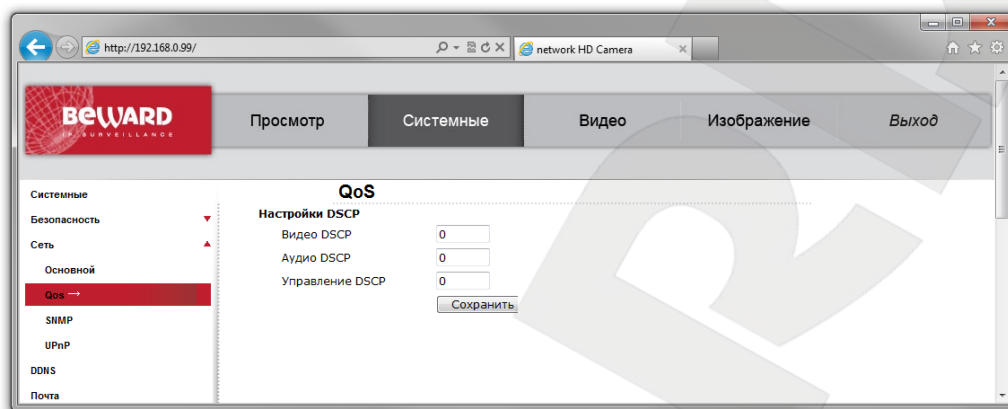 http://192.168.0.99/
network HD Camera
BEWARD
IP SURVEILLANCE
Просмотр
Системные
Видео
Изображение
Выход
Системные
Безопасность
Сеть
Основной
Qos →
SNMP
UPnP
DDNS
Почта
QoS
Настройки DSCP
Видео DSCP 0
Аудио DSCP 0
Управление DSCP 0
Сохранить